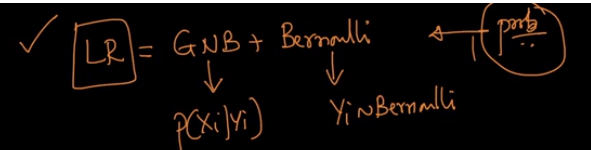 LR = GNB + Bernoulli
prob
P(Xi|Yi) Yi ~ Bernoulli